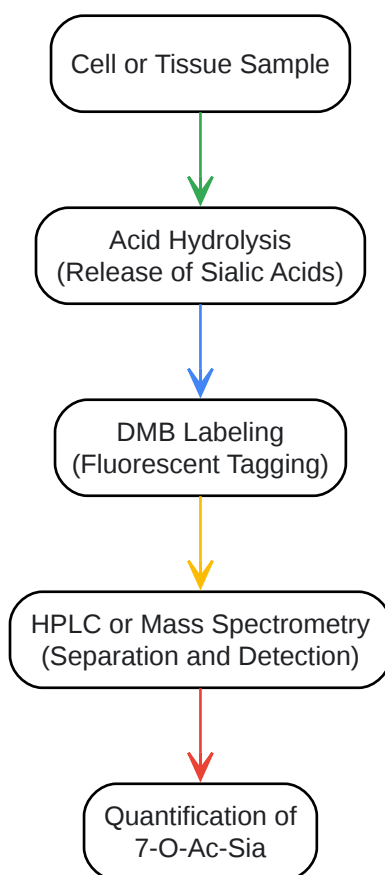 Cell or Tissue Sample
Acid Hydrolysis
(Release of Sialic Acids)
DMB Labeling
(Fluorescent Tagging)
HPLC or Mass Spectrometry
(Separation and Detection)
Quantification of
7-O-Ac-Sia